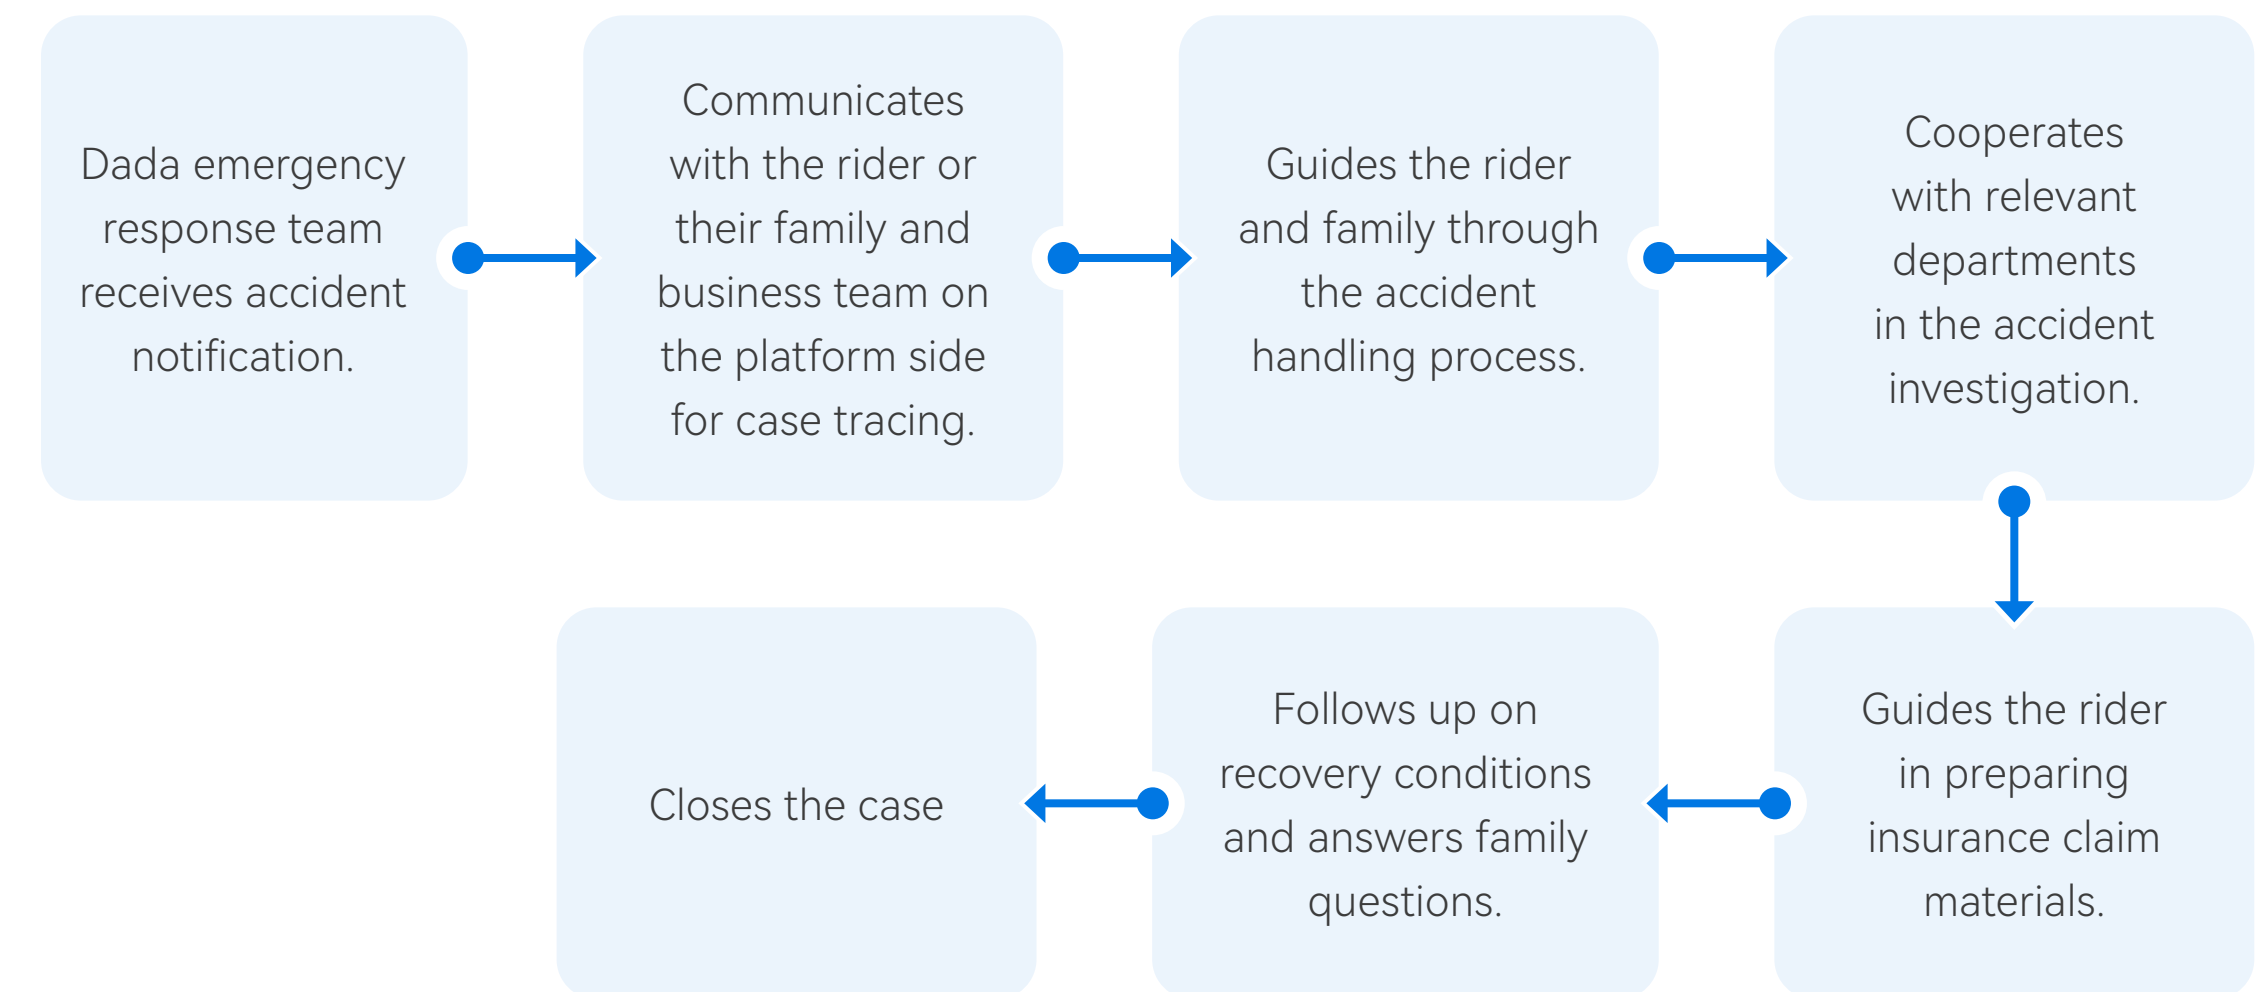 Dada emergency
response team
receives accident
notification.
Communicates
with the rider or
their family and
business team on
the platform side
for case tracing.
Guides the rider
and family through
the accident
handling process.
Cooperates
with relevant
departments
in the accident
investigation.
Guides the rider
in preparing
insurance claim
materials.
Follows up on
recovery conditions
and answers family
questions.
Closes the case